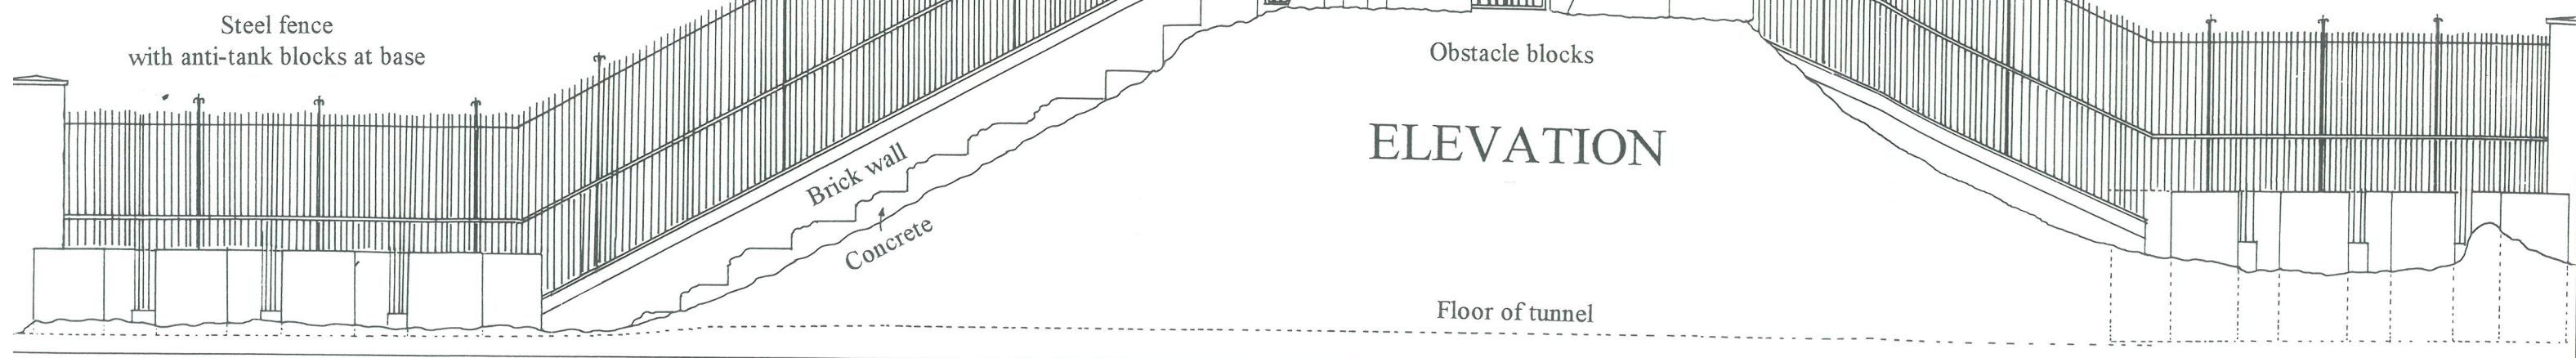 Steel fence
with anti-tank blocks at base
Obstacle blocks
ELEVATION
Brick wall
Concrete
Floor of tunnel